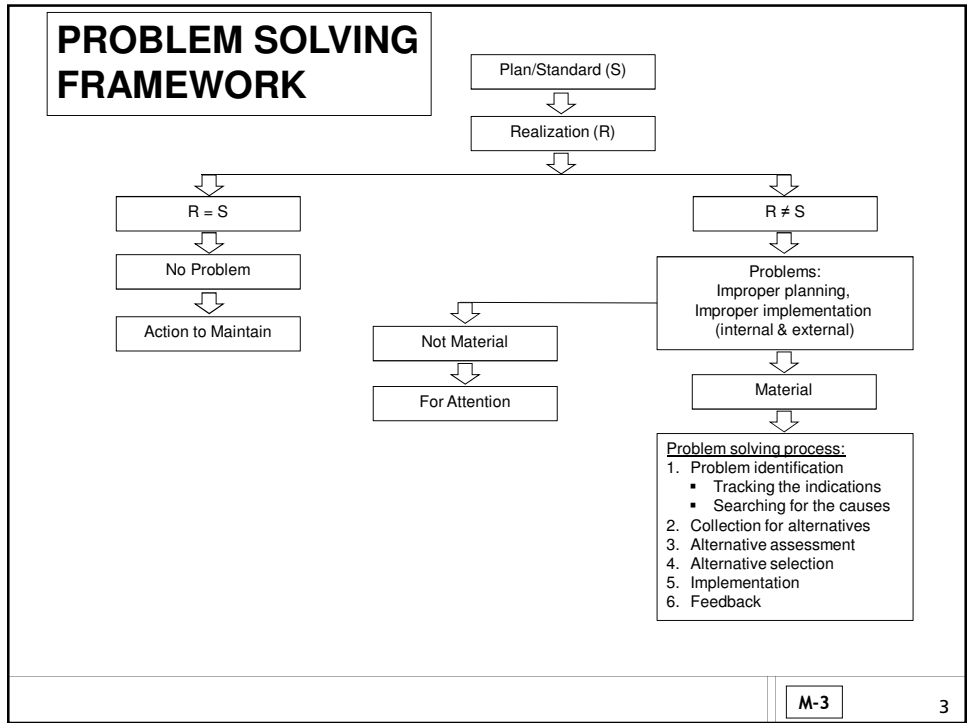 PROBLEM SOLVING
FRAMEWORK
Plan/Standard (S)
Realization (R)
R = S
No Problem
Action to Maintain
R ≠ S
Problems:
Improper planning,
Improper implementation
(internal & external)
Not Material
For Attention
Material
Problem solving process:
1. Problem identification
▪ Tracking the indications
▪ Searching for the causes
2. Collection for alternatives
3. Alternative assessment
4. Alternative selection
5. Implementation
6. Feedback
M-3
3